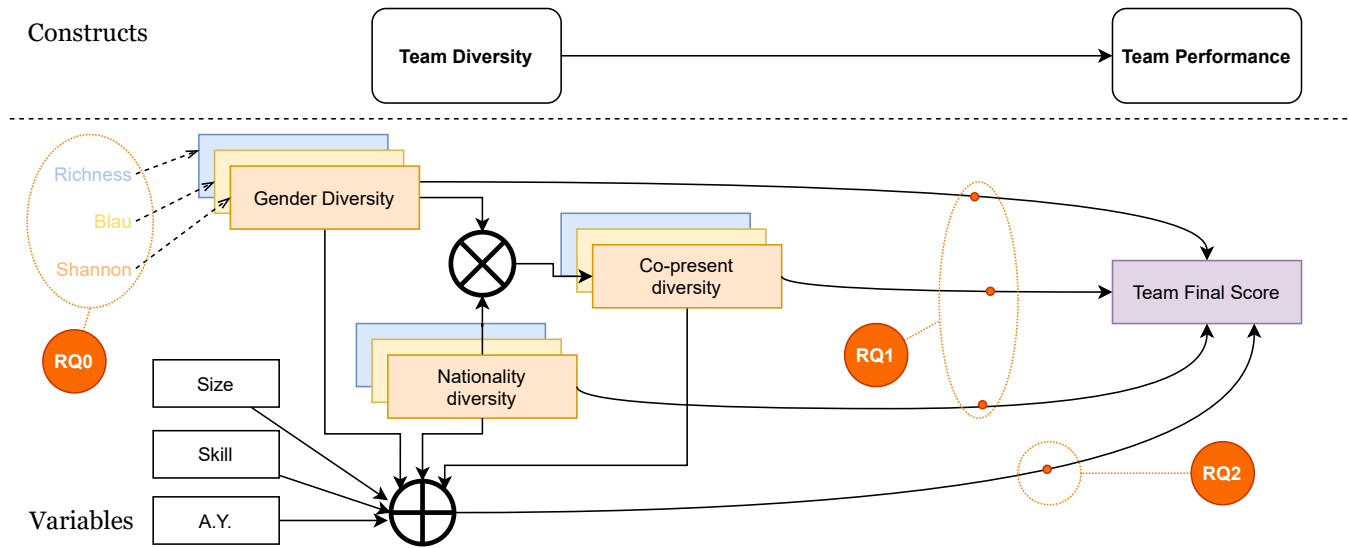 Constructs
Team Diversity
Team Performance
Richness
Blau
Shannon
Gender Diversity
Co-present
diversity
Team Final Score
RQ0
RQ1
Nationality
diversity
Size
Skill
RQ2
Variables
A.Y.